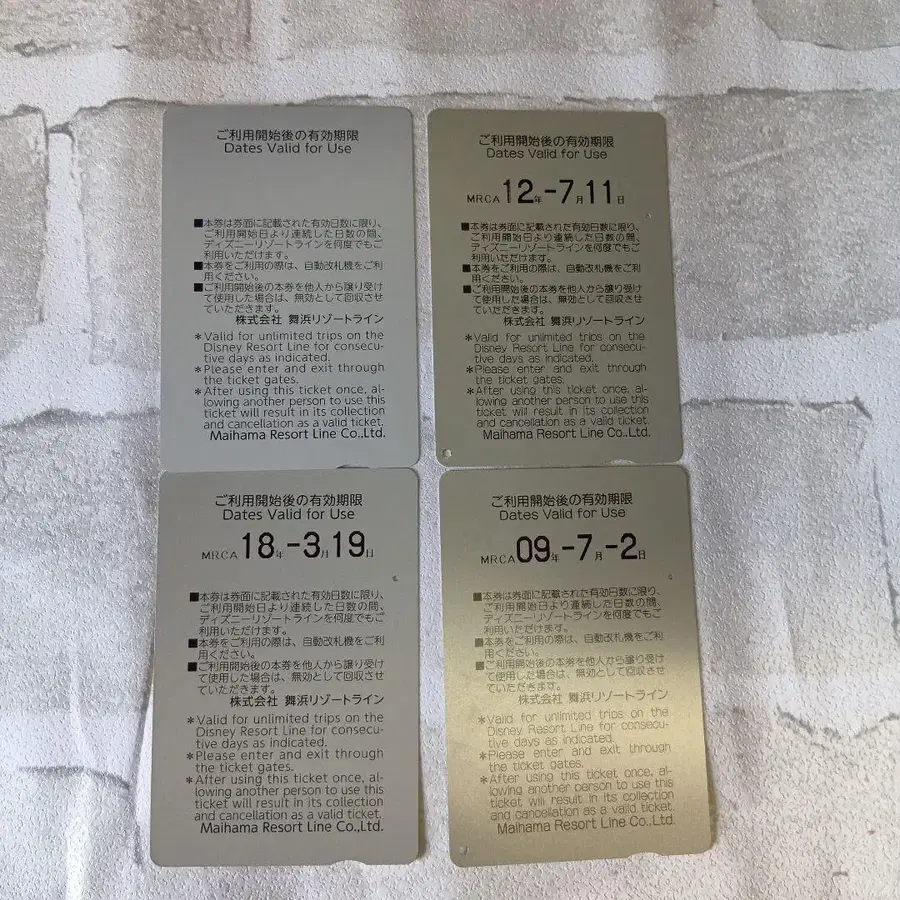 ご利用開始後の有効期限
Dates Valid for Use
■本券は券面に記載された有効日数に限り、
ご利用開始日より連続した日数の間、
ディズニーリゾートラインを何度でもご
利用いただけます。
■本券をご利用の際は、自動改札機をご利
用ください。
■ご利用開始後の本券を他人から譲り受け
て使用した場合は、無効として回収させ
ていただきます。
株式会社 舞浜リゾートライン
*Valid for unlimited trips on the
Disney Resort Line for consecu-
tive days as indicated.
*Please enter and exit through
the ticket gates.
*After using this ticket once, al-
lowing another person to use this
ticket will result in its collection
and cancellation as a valid ticket.
Maihama Resort Line Co.,Ltd.
ご利用開始後の有効期限
Dates Valid for Use
MRCA 12年-7月11日
■本券は券面に記載された有効日数に限り、
ご利用開始日より連続した日数の間、
ディズニーリゾートラインを何度でもご
利用いただけます。
■本券をご利用の際は、自動改札機をご利
用ください。
■ご利用開始後の本券を他人から譲り受け
て使用した場合は、無効として回収させ
ていただきます。
株式会社 舞浜リゾートライン
*Valid for unlimited trips on the
Disney Resort Line for consecu-
tive days as indicated.
*Please enter and exit through
the ticket gates.
*After using this ticket once, al-
lowing another person to use this
ticket will result in its collection
and cancellation as a valid ticket.
Maihama Resort Line Co.,Ltd.
ご利用開始後の有効期限
Dates Valid for Use
MRCA 18年-3月19日
■本券は券面に記載された有効日数に限り、
ご利用開始日より連続した日数の間、
ディズニーリゾートラインを何度でもご
利用いただけます。
■本券をご利用の際は、自動改札機をご利
用ください。
■ご利用開始後の本券を他人から譲り受け
て使用した場合は、無効として回収させ
ていただきます。
株式会社 舞浜リゾートライン
*Valid for unlimited trips on the
Disney Resort Line for consecu-
tive days as indicated.
*Please enter and exit through
the ticket gates.
*After using this ticket once, al-
lowing another person to use this
ticket will result in its collection
and cancellation as a valid ticket.
Maihama Resort Line Co.,Ltd.
ご利用開始後の有効期限
Dates Valid for Use
MRCA 09年-7月-2日
■本券は券面に記載された有効日数に限り、
ご利用開始日より連続した日数の間、
ディズニーリゾートラインを何度でもご
利用いただけます。
■本券をご利用の際は、自動改札機をご利
用ください。
■ご利用開始後の本券を他人から譲り受け
て使用した場合は、無効として回収させ
ていただきます。
株式会社 舞浜リゾートライン
*Valid for unlimited trips on the
Disney Resort Line for consecu-
tive days as indicated.
*Please enter and exit through
the ticket gates.
*After using this ticket once, al-
lowing another person to use this
ticket will result in its collection
and cancellation as a valid ticket.
Maihama Resort Line Co.,Ltd.